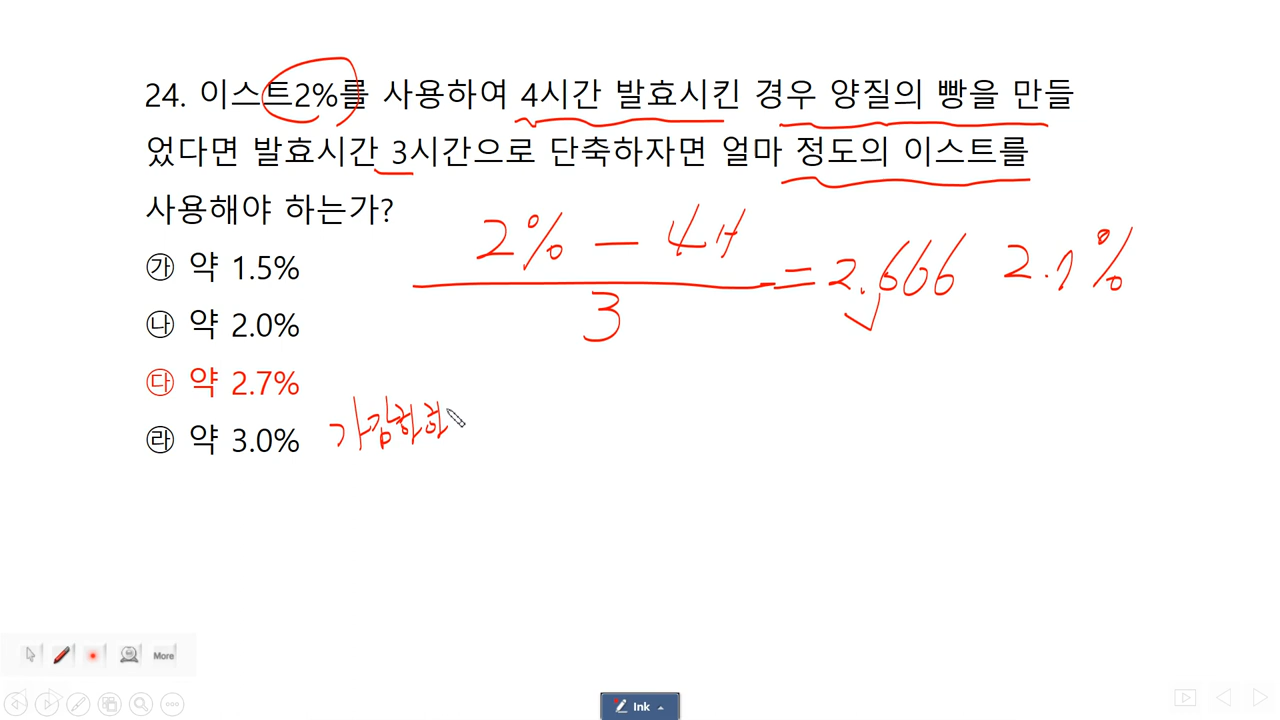 24. 이스트2%를 사용하여 4시간 발효시킨 경우 양질의 빵을 만들
었다면 발효시간 3시간으로 단축하자면 얼마 정도의 이스트를
사용해야 하는가?
2% — 4H
3
= 2.666 2.7%
㉮ 약 1.5%
㉯ 약 2.0%
㉰ 약 2.7%
㉱ 약 3.0%
가감하하
More
Ink